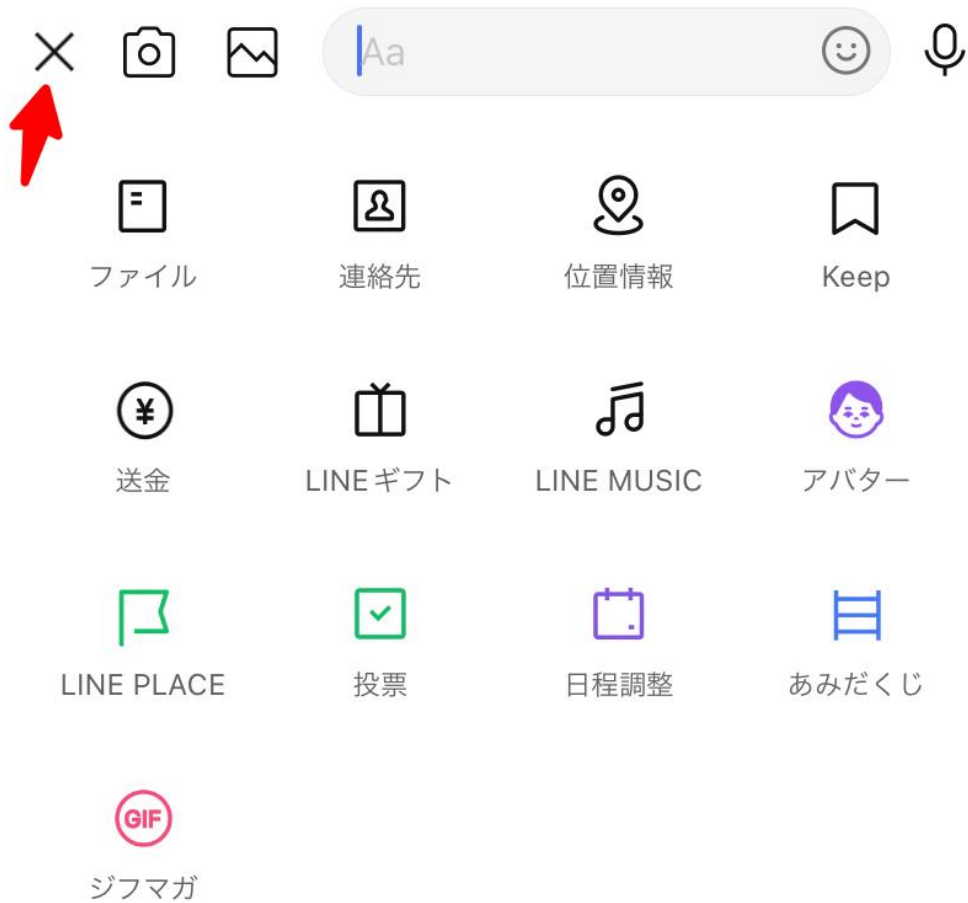 Aa
ファイル 連絡先 位置情報 Keep
¥
送金 LINEギフト LINE MUSIC アバター
LINE PLACE 投票 日程調整 あみだくじ
GIF
ジフマガ